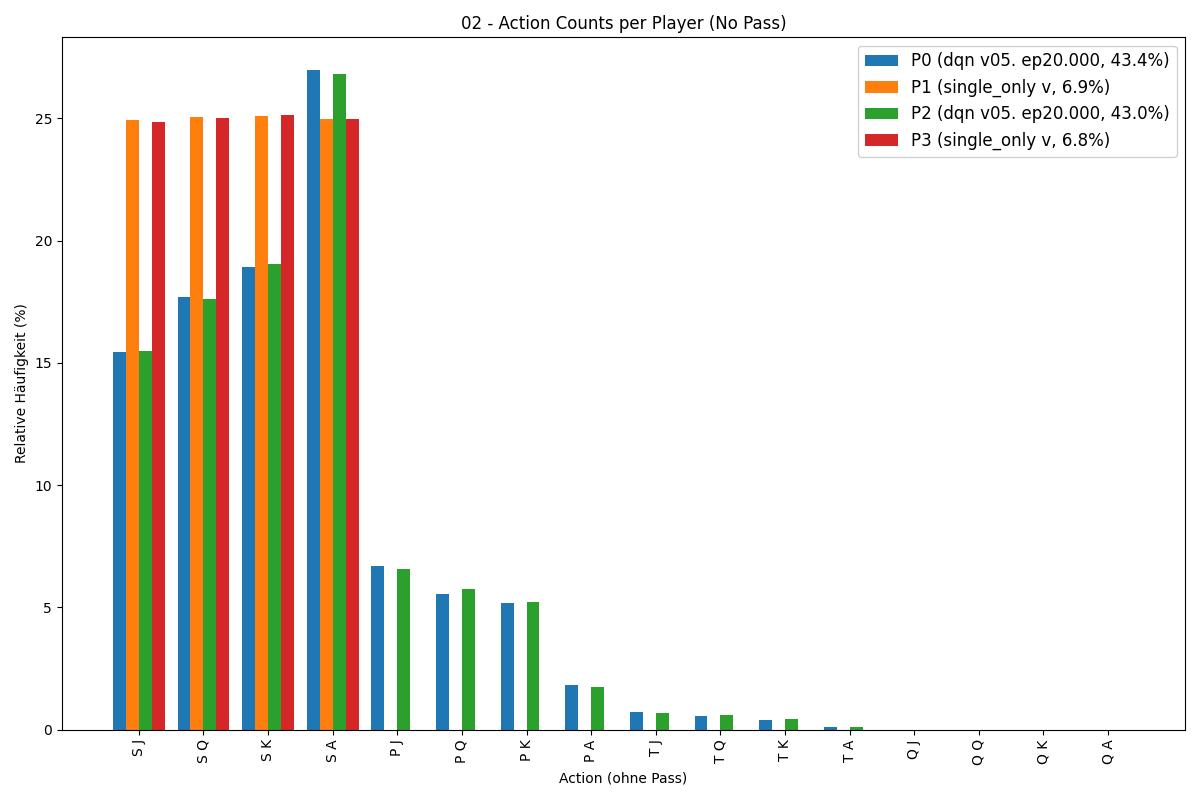 02 - Action Counts per Player (No Pass)
P0 (dqn v05. ep20.000, 43.4%)
P1 (single_only v, 6.9%)
P2 (dqn v05. ep20.000, 43.0%)
P3 (single_only v, 6.8%)
Relative Häufigkeit (%)
25
20
15
10
5
0
S J
S Q
S K
S A
P J
P Q
P K
P A
T J
T Q
T K
T A
Q J
Q Q
Q K
Q A
Action (ohne Pass)